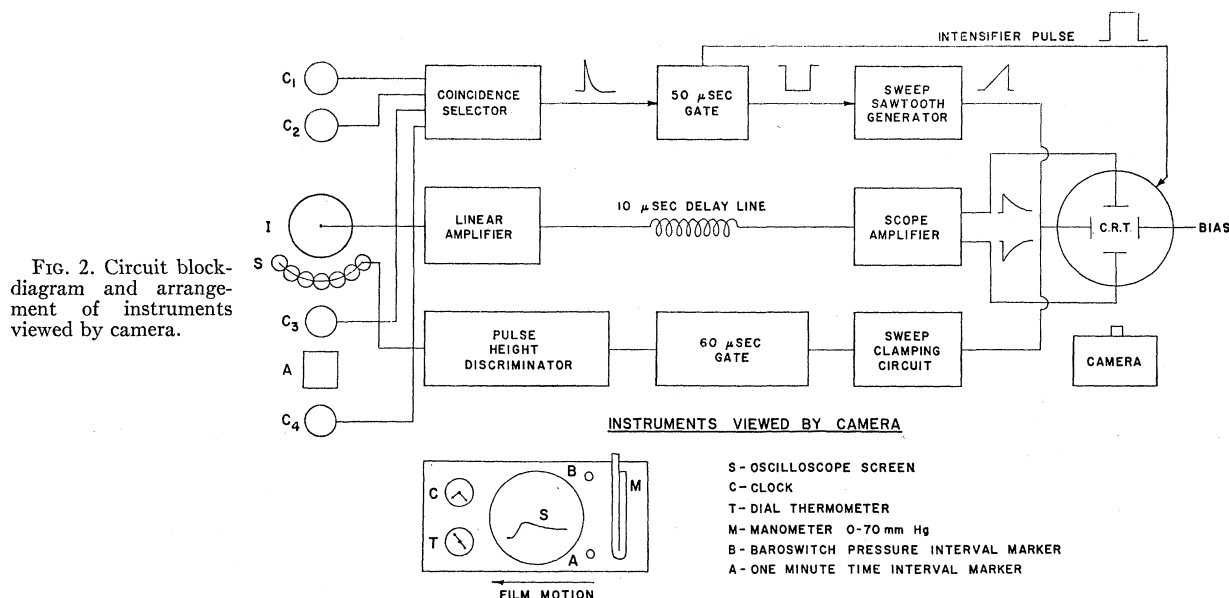 INTENSIFIER PULSE
C1
COINCIDENCE
SELECTOR
50 μSEC
GATE
SWEEP
SAWTOOTH
GENERATOR
C2
I
LINEAR
AMPLIFIER
10 μSEC DELAY LINE
SCOPE
AMPLIFIER
C.R.T.
BIAS
S
FIG. 2. Circuit block-
diagram and arrange-
ment of instruments
viewed by camera.
C3
PULSE
HEIGHT
DISCRIMINATOR
60 μSEC
GATE
SWEEP
CLAMPING
CIRCUIT
CAMERA
A
C4
INSTRUMENTS VIEWED BY CAMERA
C
T
S
B
A
M
FILM MOTION
S - OSCILLOSCOPE SCREEN
C - CLOCK
T - DIAL THERMOMETER
M - MANOMETER 0-70 mm Hg
B - BAROSWITCH PRESSURE INTERVAL MARKER
A - ONE MINUTE TIME INTERVAL MARKER